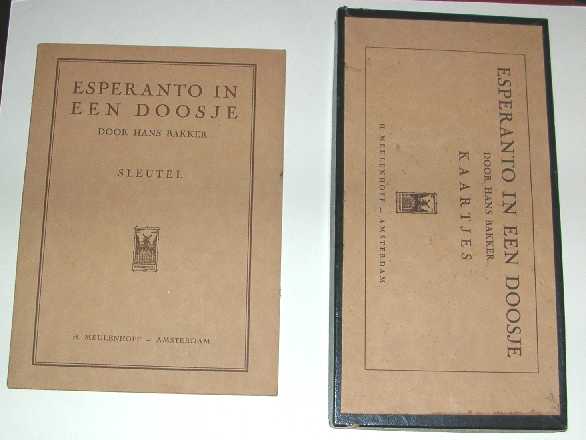 ESPERANTO IN
EEN DOOSJE
DOOR HANS BAKKER
SLEUTEL
H. MEULENHOFF – AMSTERDAM
ESPERANTO IN EEN DOOSJE
DOOR HANS BAKKER
KAARTJES
H. MEULENHOFF – AMSTERDAM